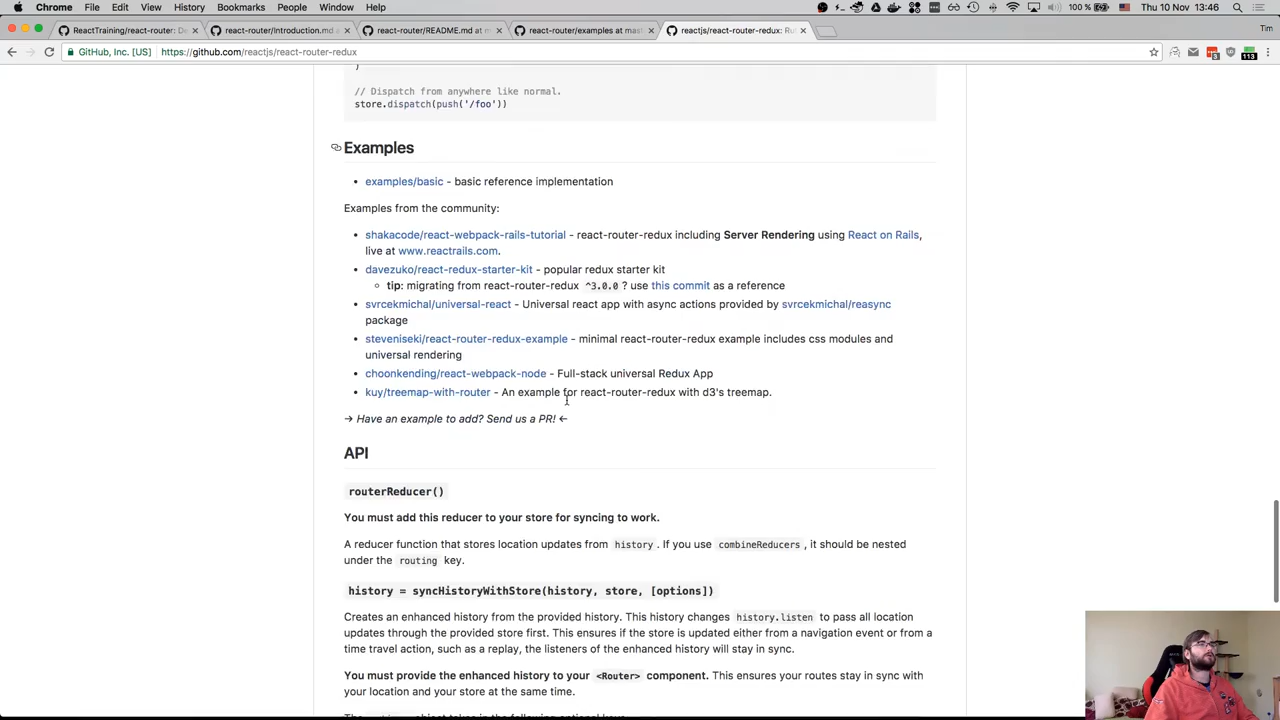 Chrome File Edit View History Bookmarks People Window Help Thu 10 Nov 13:46
ReactTraining/react-router: De × react-router/Introduction.md a × react-router/README.md at m × react-router/examples at mast × reactjs/react-router-redux: Ru × Tim
GitHub, Inc. [US] https://github.com/reactjs/react-router-redux
)
// Dispatch from anywhere like normal.
store.dispatch(push('/foo'))
Examples
• examples/basic - basic reference implementation
Examples from the community:
• shakacode/react-webpack-rails-tutorial - react-router-redux including Server Rendering using React on Rails,
live at www.reactrails.com.
• davezuko/react-redux-starter-kit - popular redux starter kit
tip: migrating from react-router-redux ^3.0.0 ? use this commit as a reference
• svrcekmichal/universal-react - Universal react app with async actions provided by svrcekmichal/reasync
package
• steveniseki/react-router-redux-example - minimal react-router-redux example includes css modules and
universal rendering
• choonkending/react-webpack-node - Full-stack universal Redux App
• kuy/treemap-with-router - An example for react-router-redux with d3's treemap.
→ Have an example to add? Send us a PR! ←
API
routerReducer()
You must add this reducer to your store for syncing to work.
A reducer function that stores location updates from history . If you use combineReducers , it should be nested
under the routing key.
history = syncHistoryWithStore(history, store, [options])
Creates an enhanced history from the provided history. This history changes history.listen to pass all location
updates through the provided store first. This ensures if the store is updated either from a navigation event or from a
time travel action, such as a replay, the listeners of the enhanced history will stay in sync.
You must provide the enhanced history to your <Router> component. This ensures your routes stay in sync with
your location and your store at the same time.